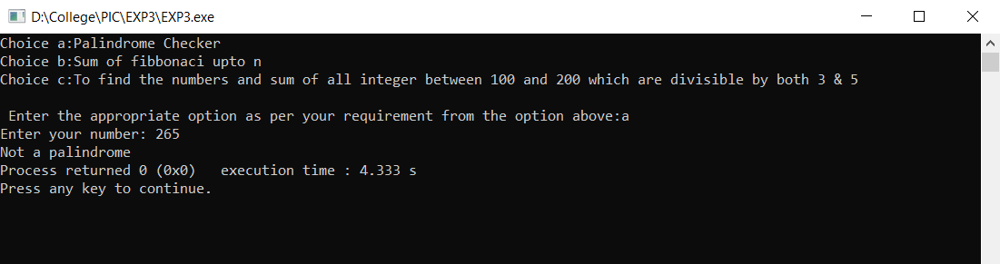 D:\College\PIC\EXP3\EXP3.exe
Choice a:Palindrome Checker
Choice b:Sum of fibbonaci upto n
Choice c:To find the numbers and sum of all integer between 100 and 200 which are divisible by both 3 & 5
Enter the appropriate option as per your requirement from the option above:a
Enter your number: 265
Not a palindrome
Process returned 0 (0x0)   execution time : 4.333 s
Press any key to continue.